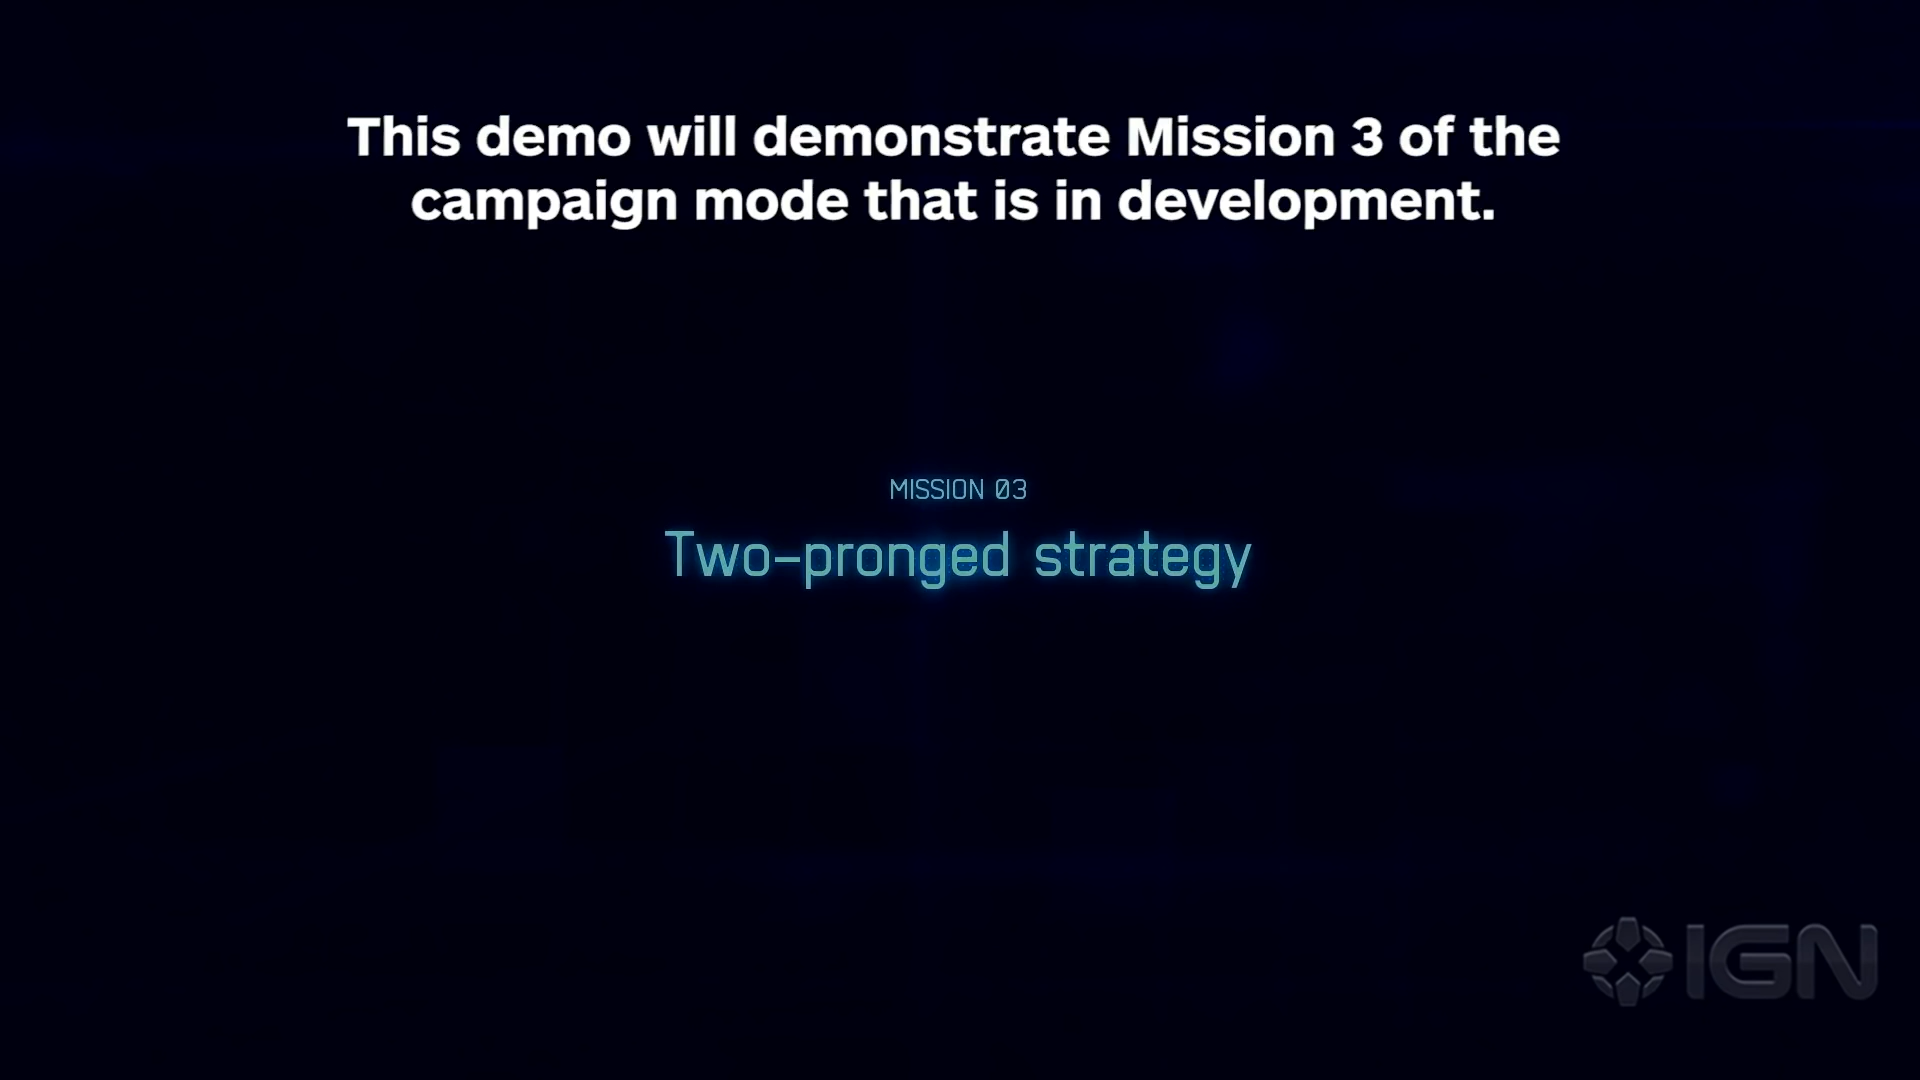 This demo will demonstrate Mission 3 of the
campaign mode that is in development.
MISSION 03
Two-pronged strategy
IGN